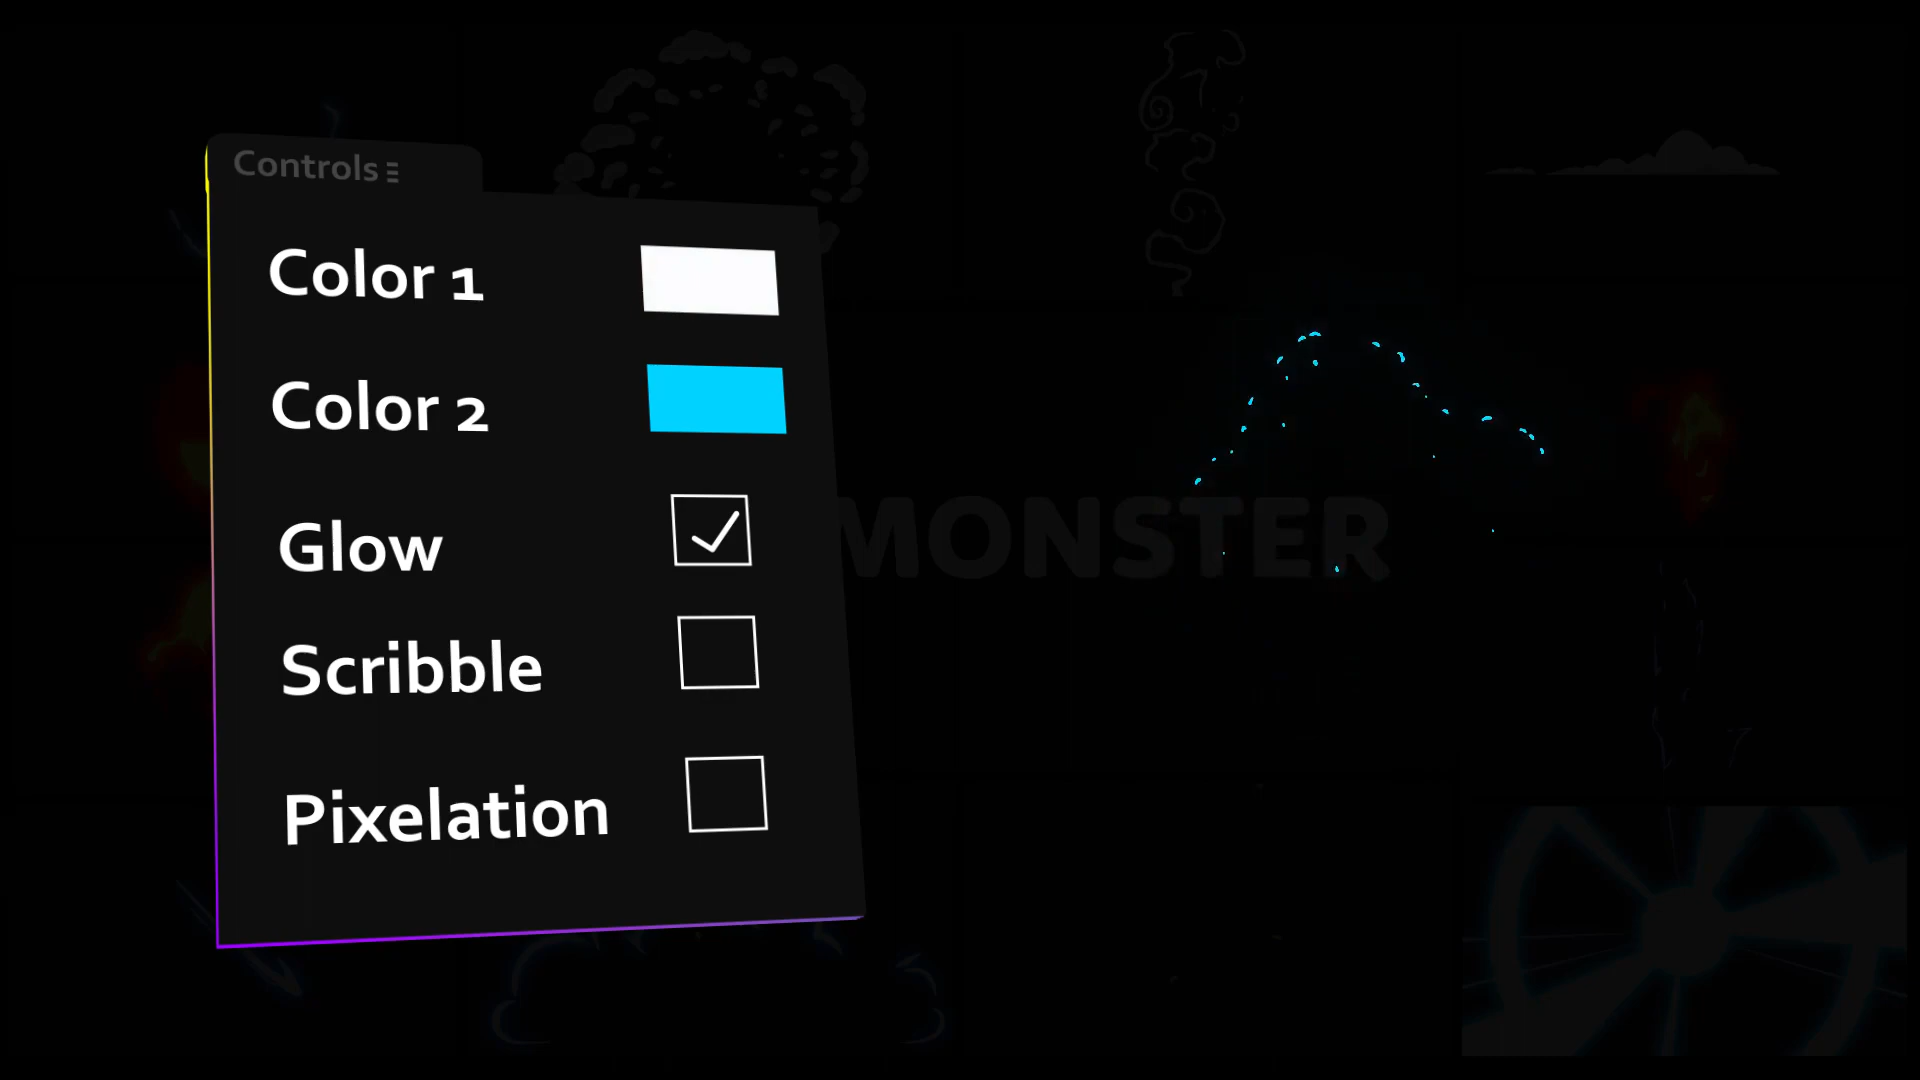 Controls
Color 1
Color 2
Glow
MONSTER
Scribble
Pixelation